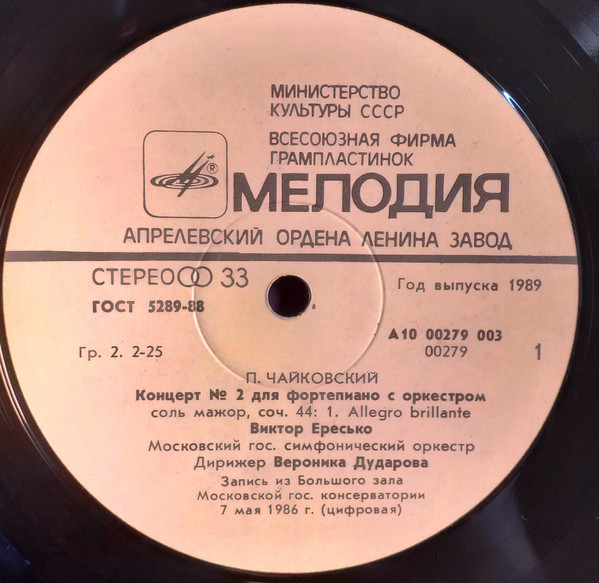 МИНИСТЕРСТВО
КУЛЬТУРЫ СССР
ВСЕСОЮЗНАЯ ФИРМА
ГРАМПЛАСТИНОК
®
МЕЛОДИЯ
АПРЕЛЕВСКИЙ ОРДЕНА ЛЕНИНА ЗАВОД
СТЕРЕО 33
Год выпуска 1989
ГОСТ 5289-88
А10 00279 003
Гр. 2. 2-25
00279
1
П. ЧАЙКОВСКИЙ
Концерт № 2 для фортепиано с оркестром
соль мажор, соч. 44: 1. Allegro brillante
Виктор Ересько
Московский гос. симфонический оркестр
Дирижер Вероника Дударова
Запись из Большого зала
Московской гос. консерватории
7 мая 1986 г. (цифровая)